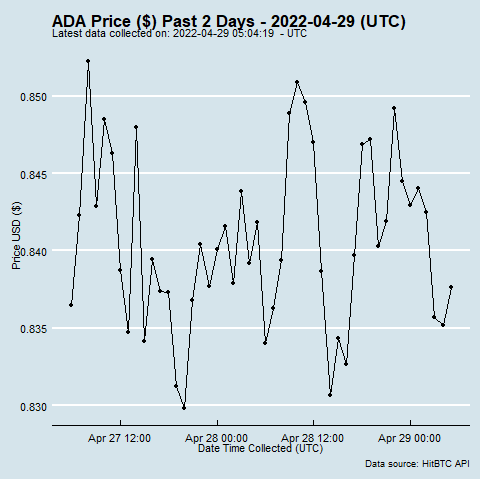 ADA Price ($) Past 2 Days - 2022-04-29 (UTC)
Latest data collected on: 2022-04-29 05:04:19  - UTC
0.850
0.845
0.840
0.835
0.830
Price USD ($)
Apr 27 12:00
Apr 28 00:00
Apr 28 12:00
Apr 29 00:00
Date Time Collected (UTC)
Data source: HitBTC API